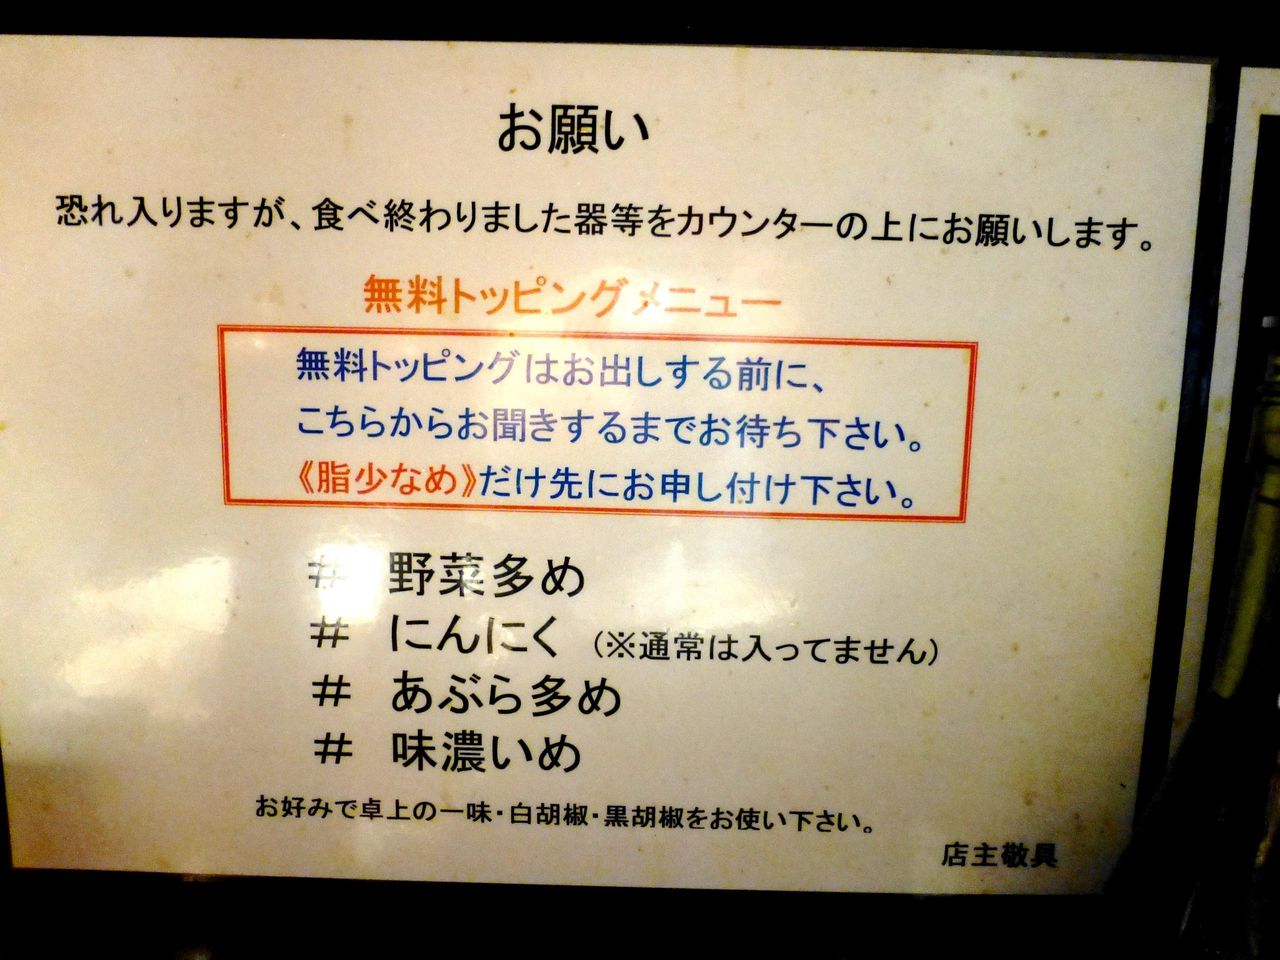 お願い
恐れ入りますが、食べ終わりました器等をカウンターの上にお願いします。
無料トッピングメニュー
無料トッピングはお出しする前に、
こちらからお聞きするまでお待ち下さい。
《脂少なめ》だけ先にお申し付け下さい。
# 野菜多め
# にんにく （※通常は入ってません）
# あぶら多め
# 味濃いめ
お好みで卓上の一味・白胡椒・黒胡椒をお使い下さい。
店主敬具